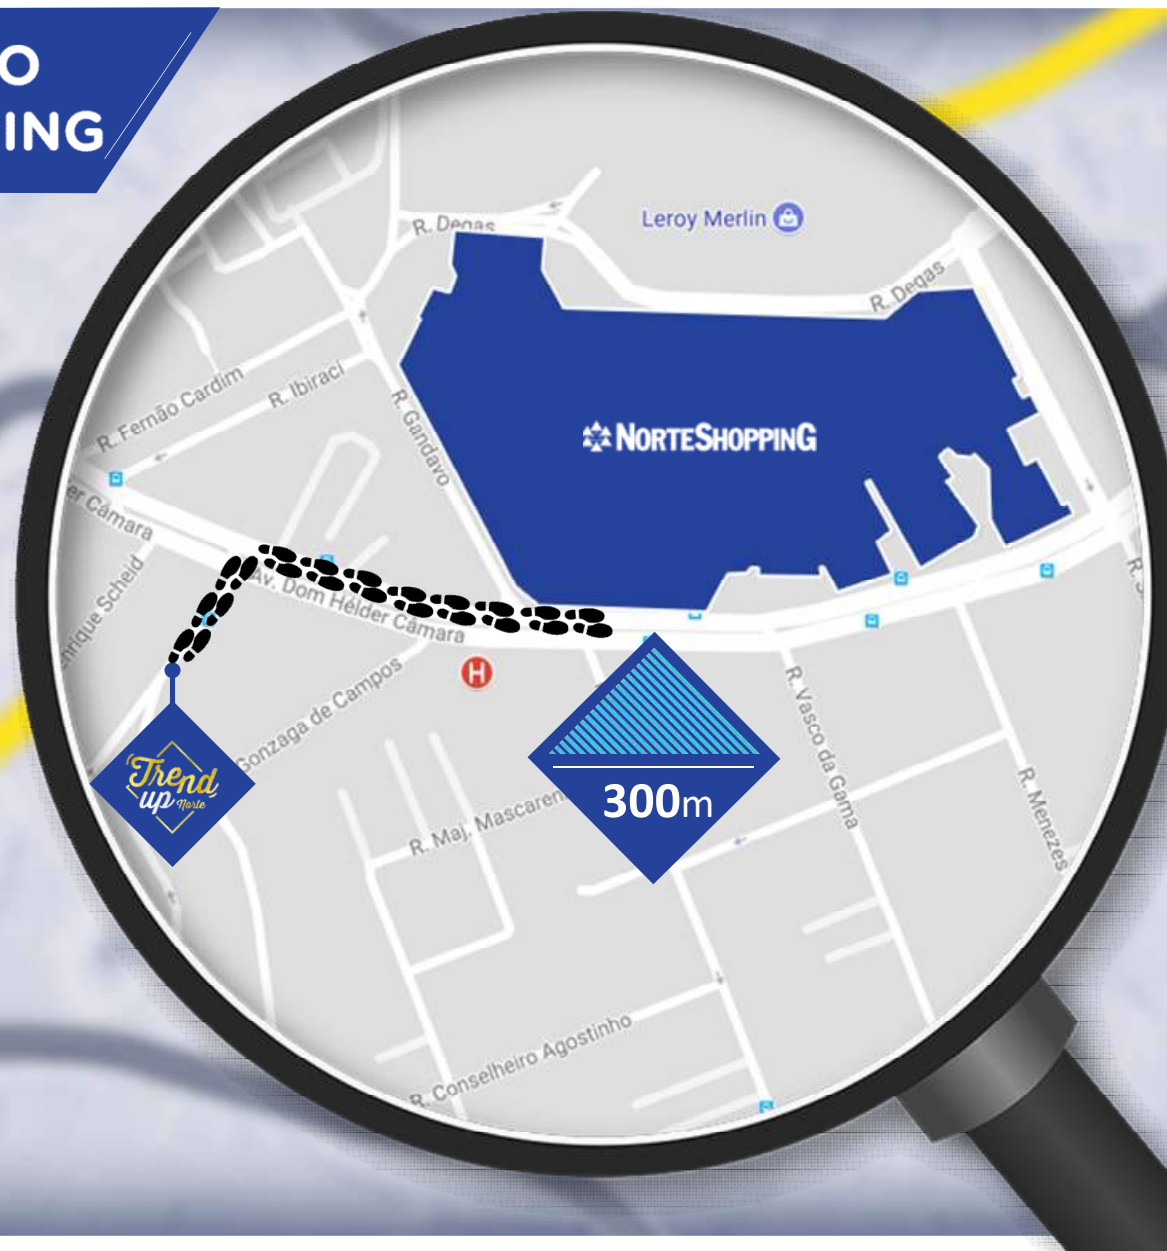 O
ING
Leroy Merlin
R. Degas
R. Degas
NORTESHOPPING
R. Fernão Cardim
R. Ibiraci
R. Gandavo
er Câmara
Av. Dom Hélder Câmara
enrique Scheid
H
Gonzaga de Campos
Trend
up Norte
300m
R. Maj. Mascaren
R. Vasco da Gama
R. Menezes
R. Conselheiro Agostinho